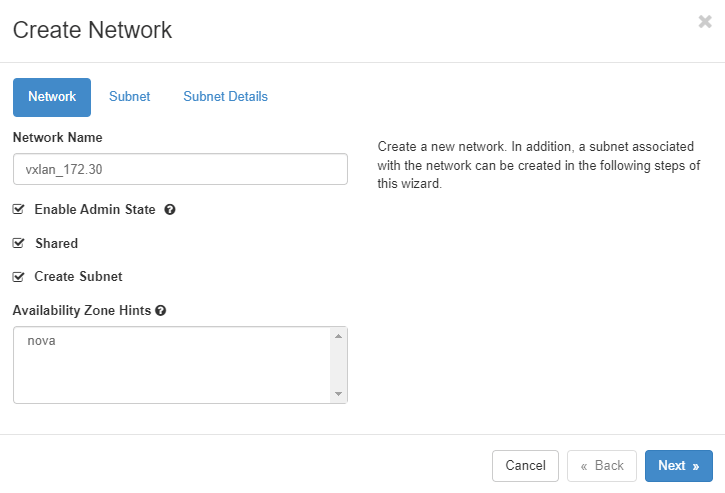 Create Network
Network
Subnet
Subnet Details
Network Name
vxlan_172.30
Enable Admin State
Shared
Create Subnet
Availability Zone Hints
nova
Create a new network. In addition, a subnet associated
with the network can be created in the following steps of
this wizard.
Cancel
« Back
Next »